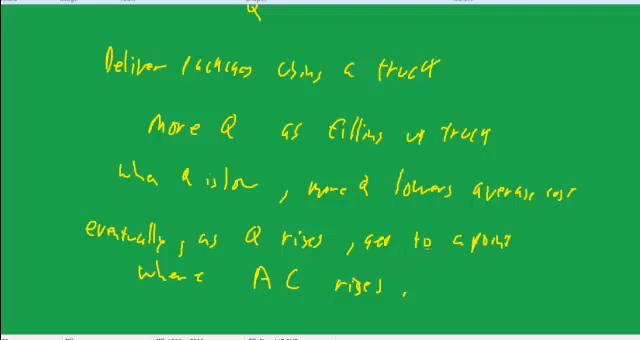 Q
Deliver packages using a truck
more Q as filling up truck
when Q is low, more Q lowers average cost
eventually, as Q rises, get to a point
where AC rises.